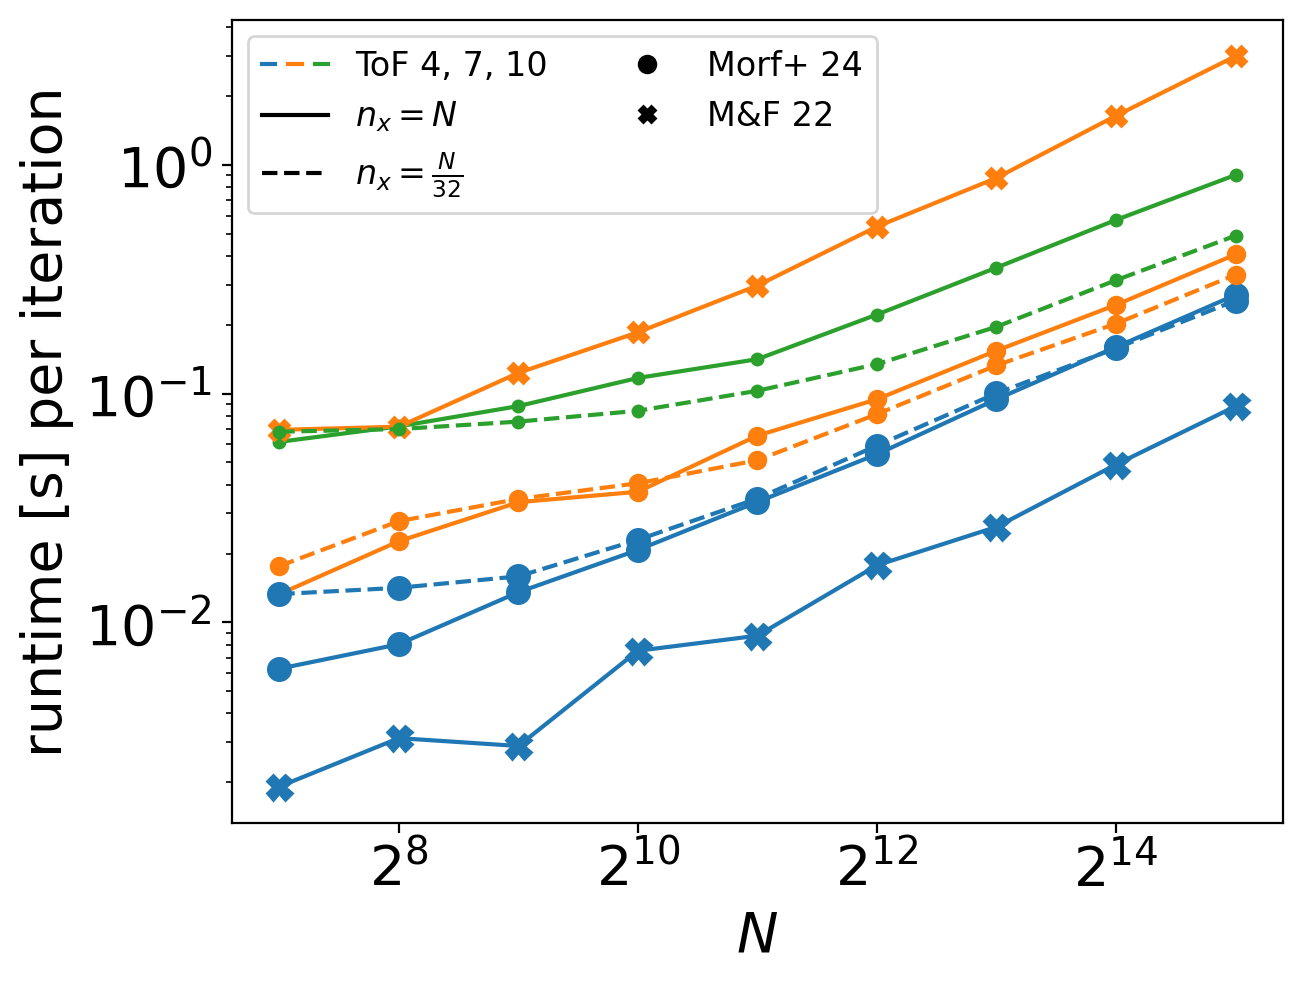 ToF 4, 7, 10
n_x = N
n_x = N/32
Morf+ 24
M&F 22
runtime [s] per iteration
10^0
10^-1
10^-2
2^8 2^10 2^12 2^14
N